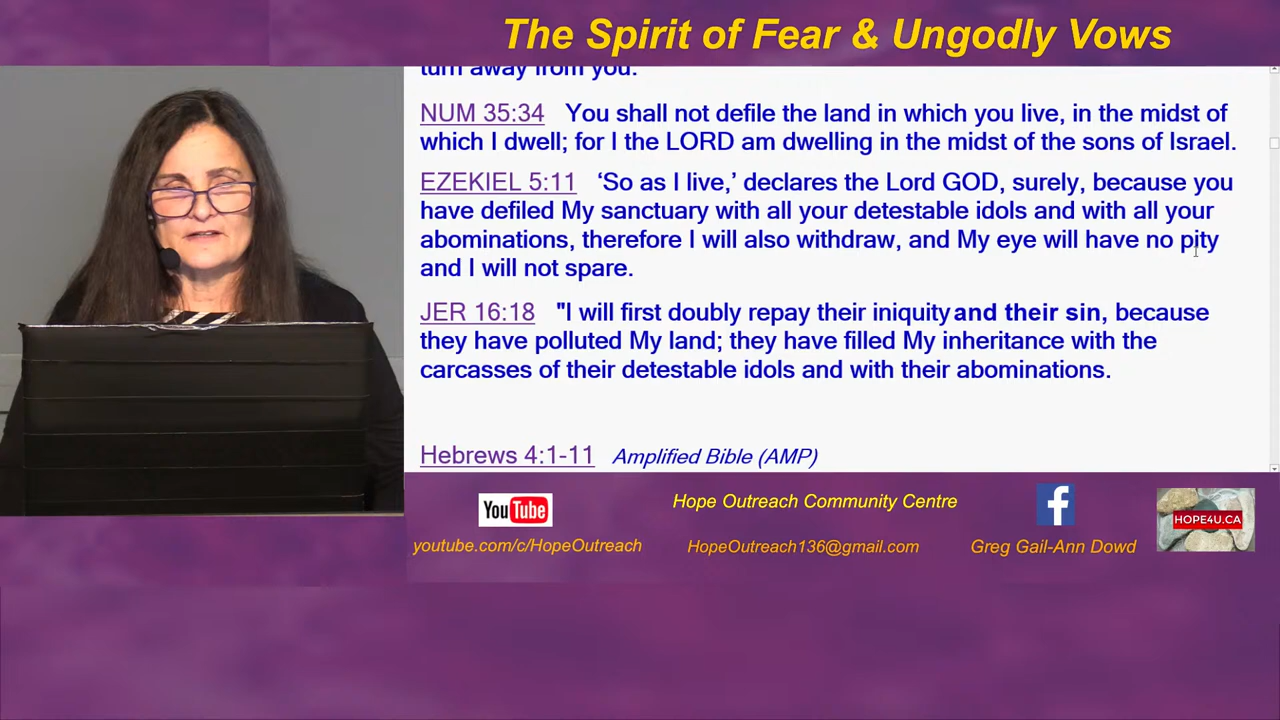 The Spirit of Fear & Ungodly Vows
turn away from you.
NUM 35:34 You shall not defile the land in which you live, in the midst of
which I dwell; for I the LORD am dwelling in the midst of the sons of Israel.
EZEKIEL 5:11 ‘So as I live,’ declares the Lord GOD, surely, because you
have defiled My sanctuary with all your detestable idols and with all your
abominations, therefore I will also withdraw, and My eye will have no pity
and I will not spare.
JER 16:18 "I will first doubly repay their iniquity and their sin, because
they have polluted My land; they have filled My inheritance with the
carcasses of their detestable idols and with their abominations.
Hebrews 4:1-11 Amplified Bible (AMP)
YouTube
youtube.com/c/HopeOutreach
Hope Outreach Community Centre
HopeOutreach136@gmail.com
f
Greg Gail-Ann Dowd
HOPE4U.CA